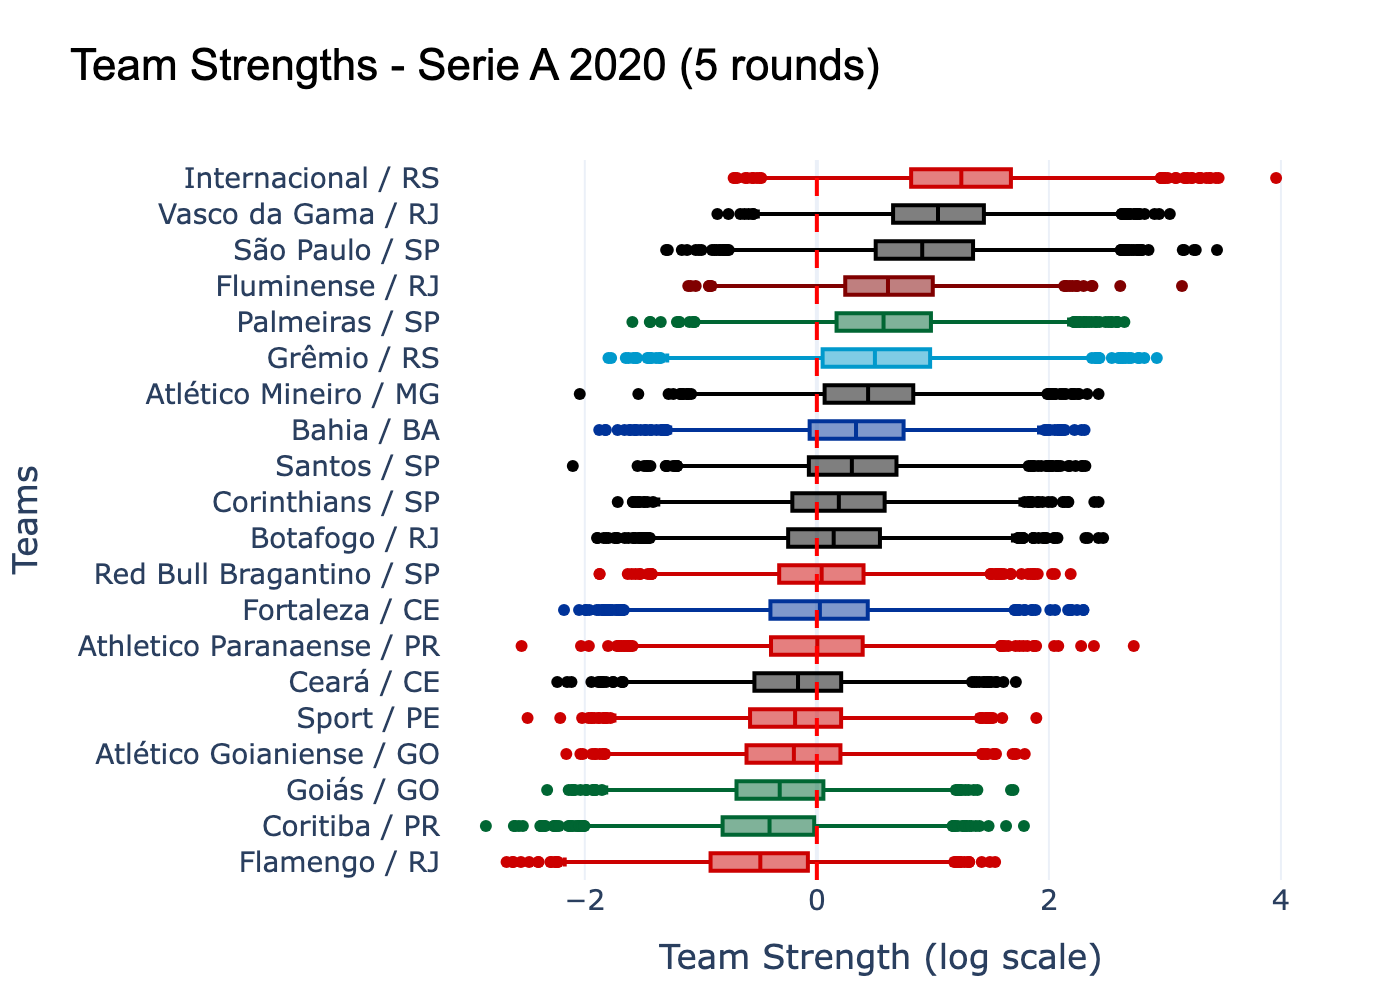 Team Strengths - Serie A 2020 (5 rounds)
Internacional / RS
Vasco da Gama / RJ
São Paulo / SP
Fluminense / RJ
Palmeiras / SP
Grêmio / RS
Atlético Mineiro / MG
Bahia / BA
Santos / SP
Corinthians / SP
Botafogo / RJ
Red Bull Bragantino / SP
Fortaleza / CE
Athletico Paranaense / PR
Ceará / CE
Sport / PE
Atlético Goianiense / GO
Goiás / GO
Coritiba / PR
Flamengo / RJ
Teams
−2 0 2 4
Team Strength (log scale)